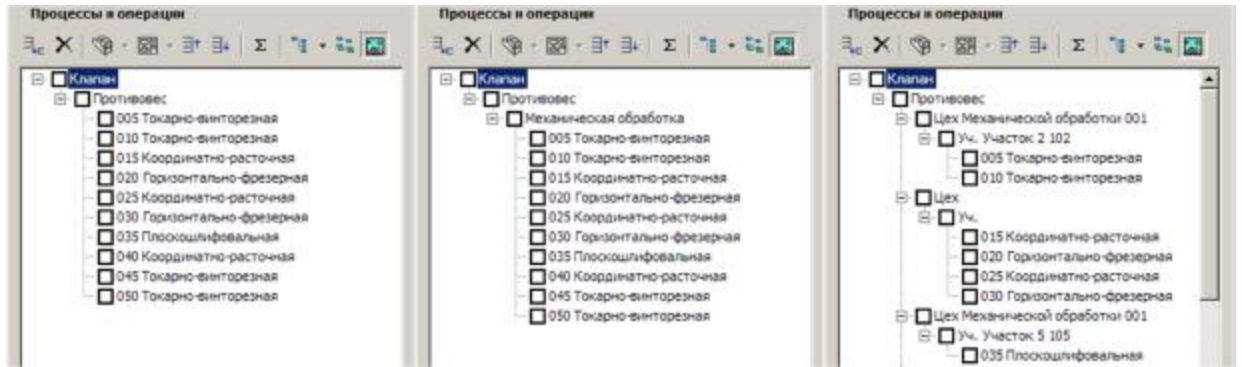 Процессы и операции
Клапан
Противовес
005 Токарно-винторезная
010 Токарно-винторезная
015 Координатно-расточная
020 Горизонтально-фрезерная
025 Координатно-расточная
030 Горизонтально-фрезерная
035 Плоскошлифовальная
040 Координатно-расточная
045 Токарно-винторезная
050 Токарно-винторезная
Процессы и операции
Клапан
Противовес
Механическая обработка
005 Токарно-винторезная
010 Токарно-винторезная
015 Координатно-расточная
020 Горизонтально-фрезерная
025 Координатно-расточная
030 Горизонтально-фрезерная
035 Плоскошлифовальная
040 Координатно-расточная
045 Токарно-винторезная
050 Токарно-винторезная
Процессы и операции
Клапан
Противовес
Цех Механической обработки 001
Уч. Участок 2 102
005 Токарно-винторезная
010 Токарно-винторезная
Цех
Уч.
015 Координатно-расточная
020 Горизонтально-фрезерная
025 Координатно-расточная
030 Горизонтально-фрезерная
Цех Механической обработки 001
Уч. Участок 5 105
035 Плоскошлифовальная